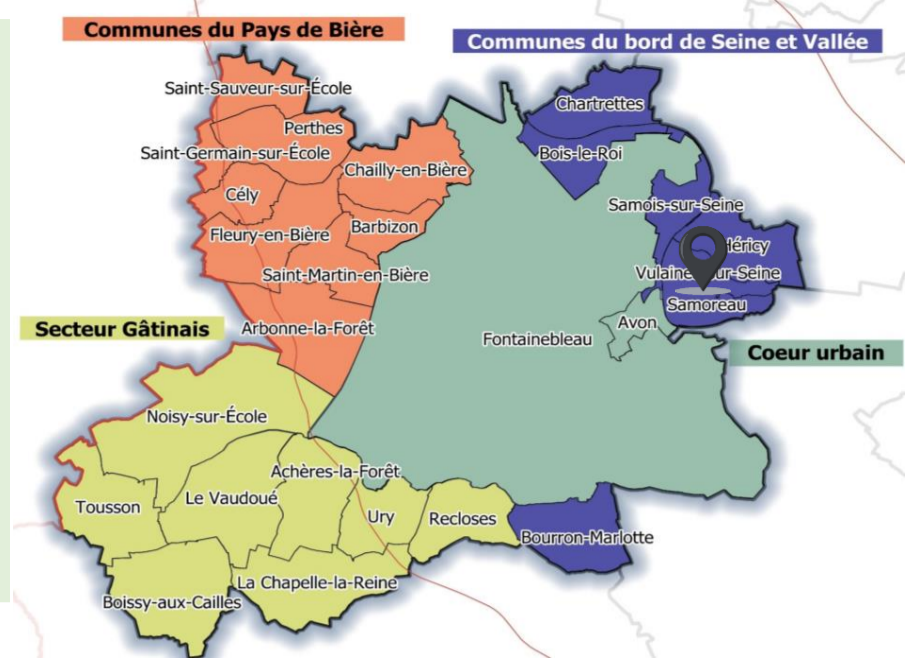 Communes du Pays de Bière
Communes du bord de Seine et Vallée
Saint-Sauveur-sur-École
Perthes
Saint-Germain-sur-École
Chailly-en-Bière
Cély
Barbizon
Fleury-en-Bière
Saint-Martin-en-Bière
Arbonne-la-Forêt
Chartrettes
Bois-le-Roi
Samois-sur-Seine
Héricy
sur-Seine
Samoreau
Secteur Gâtinais
Avon
Fontainebleau
Coeur urbain
Noisy-sur-École
Achères-la-Forêt
Tousson
Le Vaudoué
Ury
Recloses
Bourron-Marlotte
La Chapelle-la-Reine
Boissy-aux-Cailles